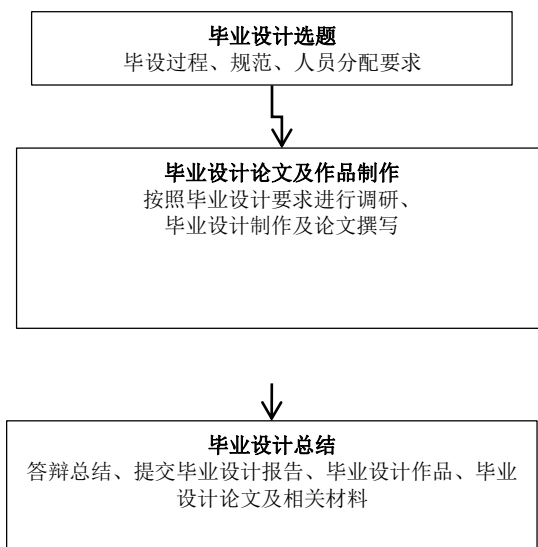 毕业设计选题
毕设过程、规范、人员分配要求
毕业设计论文及作品制作
按照毕业设计要求进行调研、
毕业设计制作及论文撰写
毕业设计总结
答辩总结、提交毕业设计报告、毕业设计作品、毕业
设计论文及相关材料